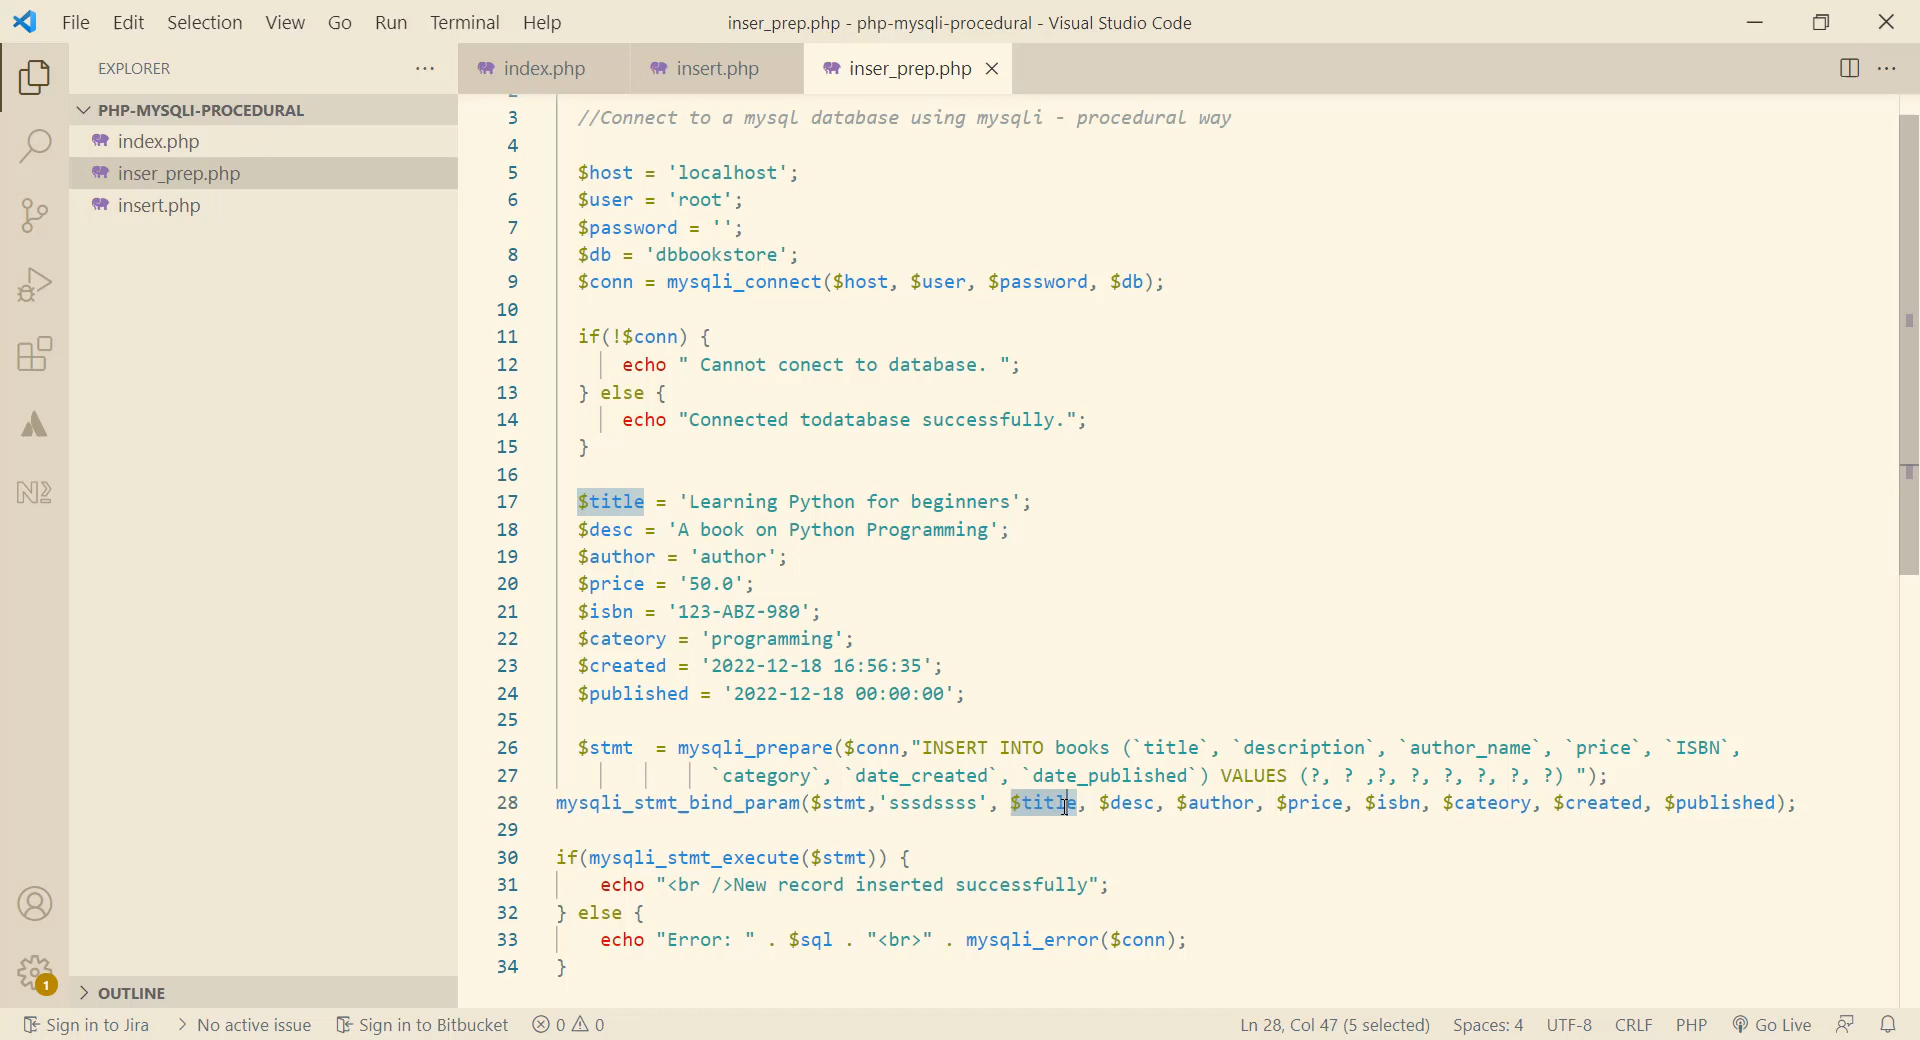 File Edit Selection View Go Run Terminal Help
inser_prep.php - php-mysqli-procedural - Visual Studio Code
EXPLORER
PHP-MYSQLI-PROCEDURAL
index.php
inser_prep.php
insert.php
OUTLINE
index.php insert.php inser_prep.php
3 //Connect to a mysql database using mysqli - procedural way
4
5 $host = 'localhost';
6 $user = 'root';
7 $password = '';
8 $db = 'dbbookstore';
9 $conn = mysqli_connect($host, $user, $password, $db);
10
11 if(!$conn) {
12 echo " Cannot conect to database. ";
13 } else {
14 echo "Connected todatabase successfully.";
15 }
16
17 $title = 'Learning Python for beginners';
18 $desc = 'A book on Python Programming';
19 $author = 'author';
20 $price = '50.0';
21 $isbn = '123-ABZ-980';
22 $cateory = 'programming';
23 $created = '2022-12-18 16:56:35';
24 $published = '2022-12-18 00:00:00';
25
26 $stmt  = mysqli_prepare($conn,"INSERT INTO books (`title`, `description`, `author_name`, `price`, `ISBN`,
27 `category`, `date_created`, `date_published`) VALUES (?, ? ,?, ?, ?, ?, ?, ?) ");
28 mysqli_stmt_bind_param($stmt,'sssdssss', $title, $desc, $author, $price, $isbn, $cateory, $created, $published);
29
30 if(mysqli_stmt_execute($stmt)) {
31 echo "<br />New record inserted successfully";
32 } else {
33 echo "Error: " . $sql . "<br>" . mysqli_error($conn);
34 }
1
Sign in to Jira No active issue Sign in to Bitbucket 0 0 Ln 28, Col 47 (5 selected) Spaces: 4 UTF-8 CRLF PHP Go Live